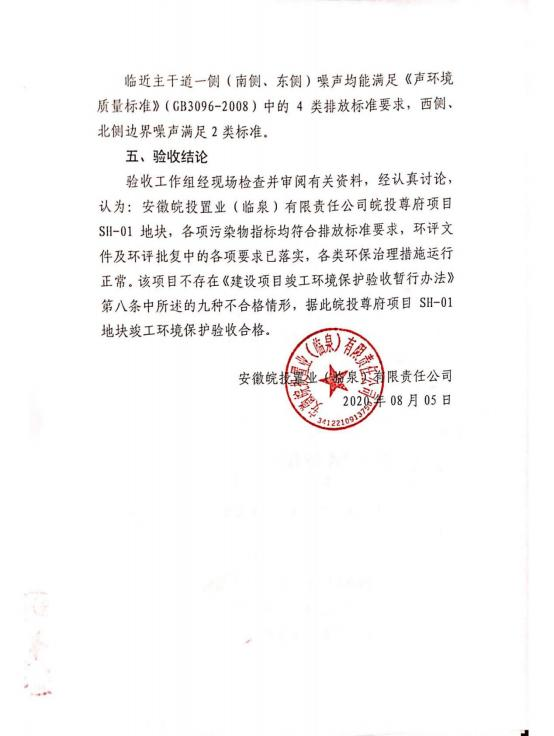 临近主干道一侧（南侧、东侧）噪声均能满足《声环境
质量标准》（GB3096-2008）中的 4 类排放标准要求，西侧、
北侧边界噪声满足 2 类标准。
五、验收结论
验收工作组经现场检查并审阅有关资料，经认真讨论，
认为：安徽皖投置业（临泉）有限责任公司皖投尊府项目
SH-01 地块，各项污染物指标均符合排放标准要求，环评文
件及环评批复中的各项要求已落实，各类环保治理措施运行
正常。该项目不存在《建设项目竣工环境保护验收暂行办法》
第八条中所述的九种不合格情形，据此皖投尊府项目 SH-01
地块竣工环境保护验收合格。
安徽皖投置业（临泉）有限责任公司
2020 年 08 月 05 日
安徽皖投置业（临泉）有限责任公司